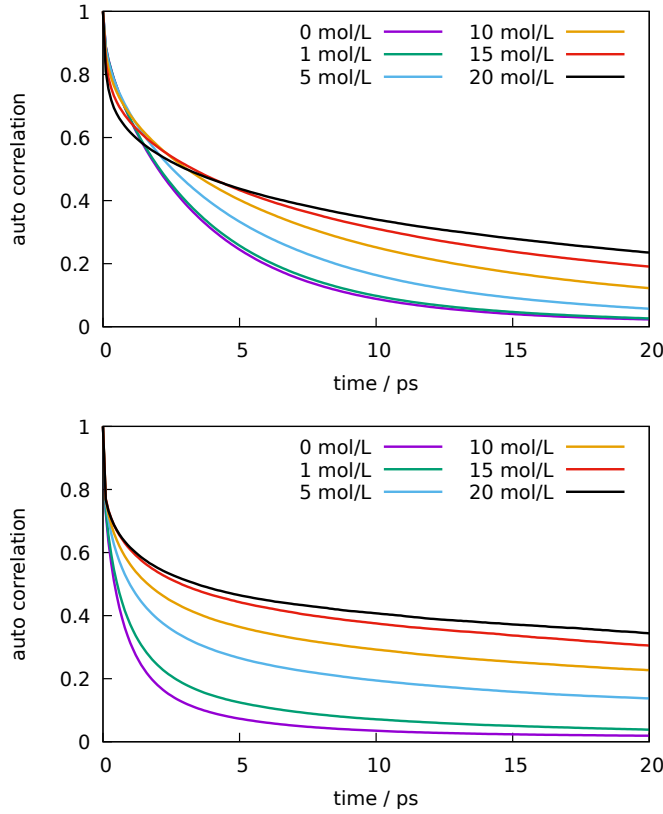 1
0 mol/L 10 mol/L
1 mol/L 15 mol/L
0.8
5 mol/L 20 mol/L
0.6
auto correlation
0.4
0.2
0
0 5 10 15 20
time / ps
1
0 mol/L 10 mol/L
1 mol/L 15 mol/L
0.8
5 mol/L 20 mol/L
0.6
auto correlation
0.4
0.2
0
0 5 10 15 20
time / ps